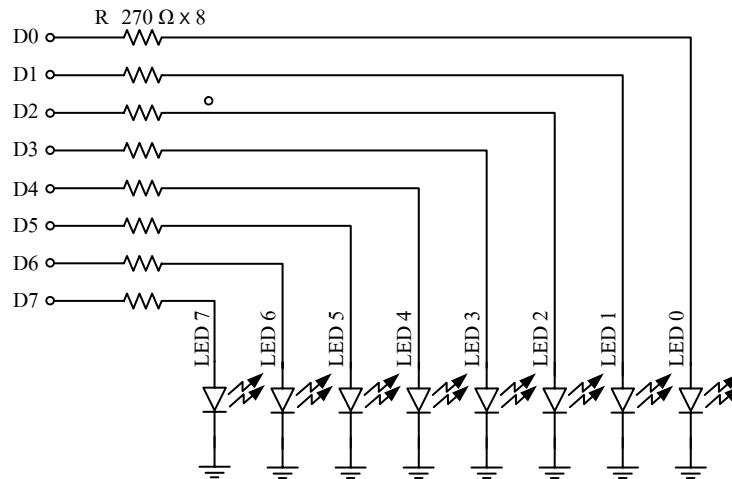 R 270 Ω x 8
D0
D1
D2
D3
D4
D5
D6
D7
LED 7
LED 6
LED 5
LED 4
LED 3
LED 2
LED 1
LED 0